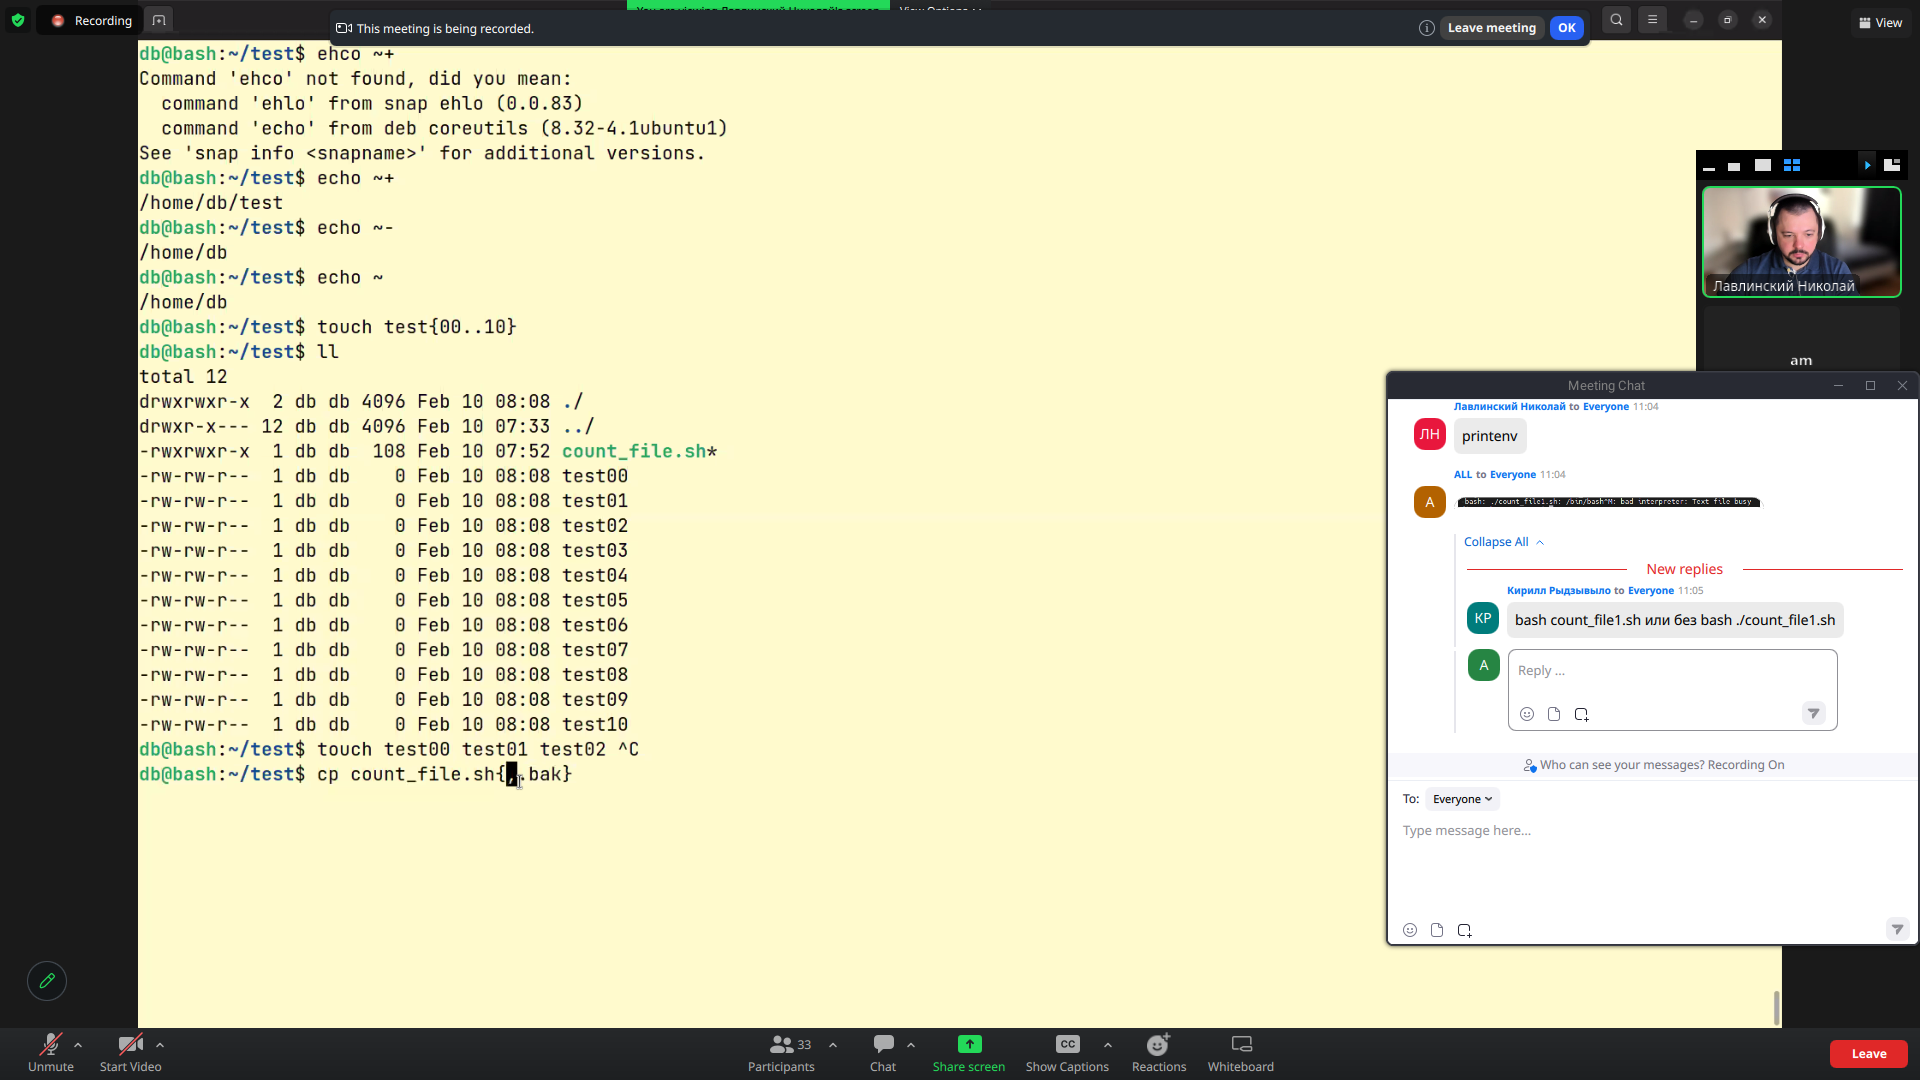 Recording
This meeting is being recorded.
Leave meeting
OK
View
db@bash:~/test$ ehco ~+
Command 'ehco' not found, did you mean:
  command 'ehlo' from snap ehlo (0.0.83)
  command 'echo' from deb coreutils (8.32-4.1ubuntu1)
See 'snap info <snapname>' for additional versions.
db@bash:~/test$ echo ~+
/home/db/test
db@bash:~/test$ echo ~-
/home/db
db@bash:~/test$ echo ~
/home/db
db@bash:~/test$ touch test{00..10}
db@bash:~/test$ ll
total 12
drwxrwxr-x  2 db db 4096 Feb 10 08:08 ./
drwxr-x--- 12 db db 4096 Feb 10 07:33 ../
-rwxrwxr-x  1 db db  108 Feb 10 07:52 count_file.sh*
-rw-rw-r--  1 db db    0 Feb 10 08:08 test00
-rw-rw-r--  1 db db    0 Feb 10 08:08 test01
-rw-rw-r--  1 db db    0 Feb 10 08:08 test02
-rw-rw-r--  1 db db    0 Feb 10 08:08 test03
-rw-rw-r--  1 db db    0 Feb 10 08:08 test04
-rw-rw-r--  1 db db    0 Feb 10 08:08 test05
-rw-rw-r--  1 db db    0 Feb 10 08:08 test06
-rw-rw-r--  1 db db    0 Feb 10 08:08 test07
-rw-rw-r--  1 db db    0 Feb 10 08:08 test08
-rw-rw-r--  1 db db    0 Feb 10 08:08 test09
-rw-rw-r--  1 db db    0 Feb 10 08:08 test10
db@bash:~/test$ touch test00 test01 test02 ^C
db@bash:~/test$ cp count_file.sh{,.bak}
Лавлинский Николай
am
Meeting Chat
Лавлинский Николай to Everyone 11:04
ЛН
printenv
ALL to Everyone 11:04
A
bash: ./count_file1.sh: /bin/bash^M: bad interpreter: Text file busy
Collapse All
New replies
Кирилл Рыдзывыло to Everyone 11:05
КР
bash count_file1.sh или без bash ./count_file1.sh
A
Reply ...
Who can see your messages? Recording On
To: Everyone
Type message here...
Unmute
Start Video
33
Participants
Chat
Share screen
CC
Show Captions
Reactions
Whiteboard
Leave